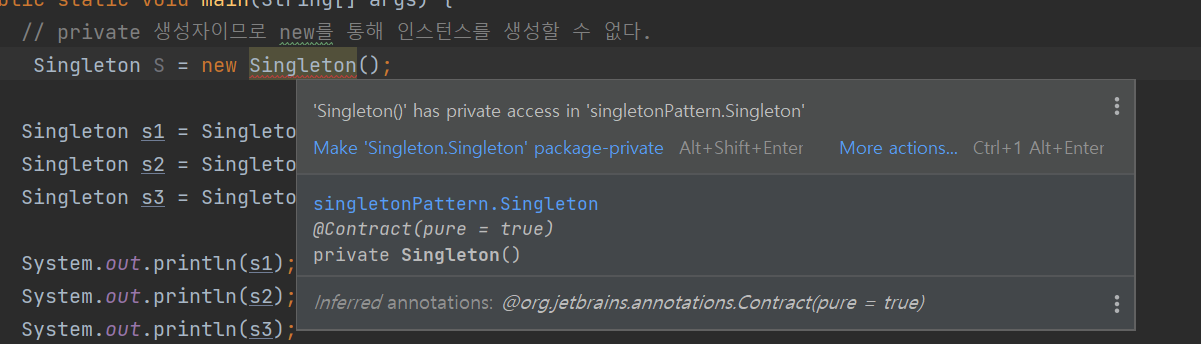 public static void main(String[] args) {
// private 생성자이므로 new를 통해 인스턴스를 생성할 수 없다.
Singleton S = new Singleton();
'Singleton()' has private access in 'singletonPattern.Singleton'
Singleton s1 = Singleto
Make 'Singleton.Singleton' package-private Alt+Shift+Enter More actions... Ctrl+1 Alt+Enter
Singleton s2 = Singleto
Singleton s3 = Singleto
singletonPattern.Singleton
@Contract(pure = true)
private Singleton()
System.out.println(s1);
System.out.println(s2);
Inferred annotations: @org.jetbrains.annotations.Contract(pure = true)
System.out.println(s3);